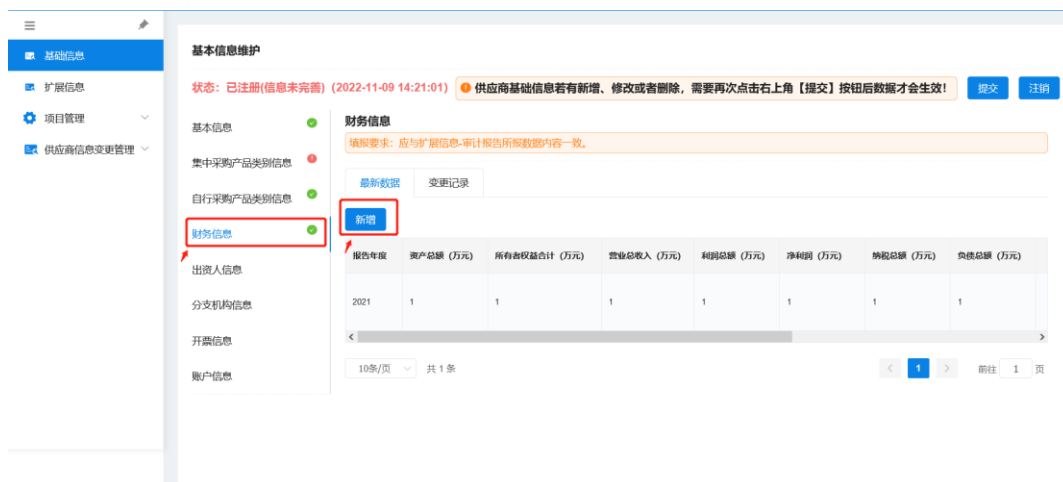 基础信息
扩展信息
项目管理
供应商信息变更管理
基本信息维护
状态：已注册(信息未完善) (2022-11-09 14:21:01) 供应商基础信息若有新增、修改或者删除，需要再次点击右上角【提交】按钮后数据才会生效！ 提交 注销
基本信息
集中采购产品类别信息
自行采购产品类别信息
财务信息
出资人信息
分支机构信息
开票信息
账户信息
财务信息
填报要求：应与扩展信息-审计报告所报数据内容一致。
最新数据 变更记录
新增
报告年度 资产总额 (万元) 所有者权益合计 (万元) 营业总收入 (万元) 利润总额 (万元) 净利润 (万元) 纳税总额 (万元) 负债总额 (万元)
2021 1 1 1 1 1 1 1
10条/页 共 1 条 1 前往 1 页